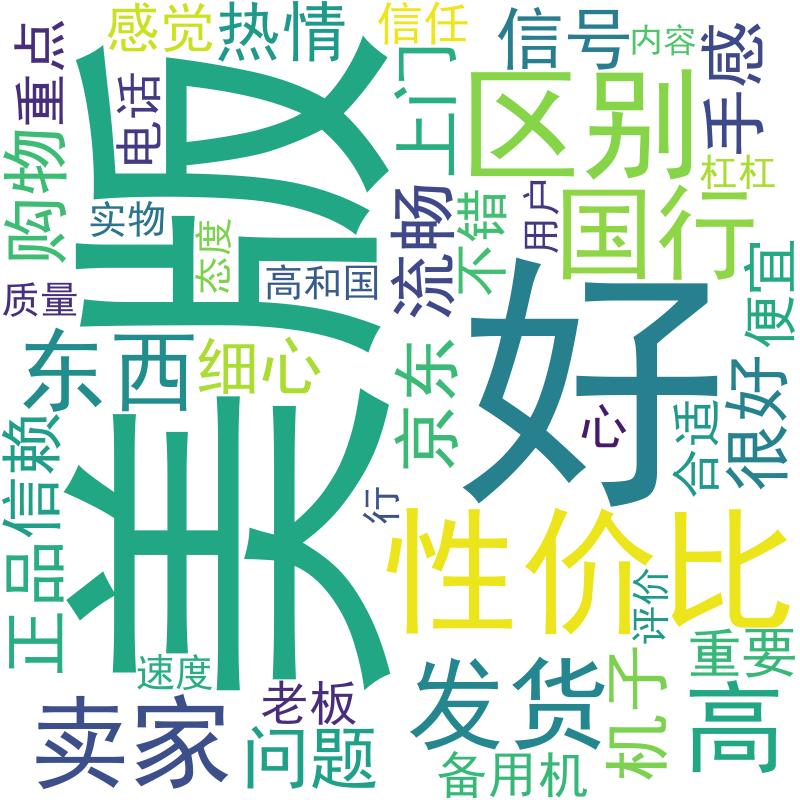 感觉
热情
信任
信号
内容
重点
美版
电话
上门
区别
手感
购物
实物
态度
流畅
不错
用户
国行
杠杠
质量
高和国
好
便宜
东西
细心
京东
心
合适
很好
信赖
行
性价比
正品
评价
速度
老板
发货
机子
重要
高
卖家
问题
备用机